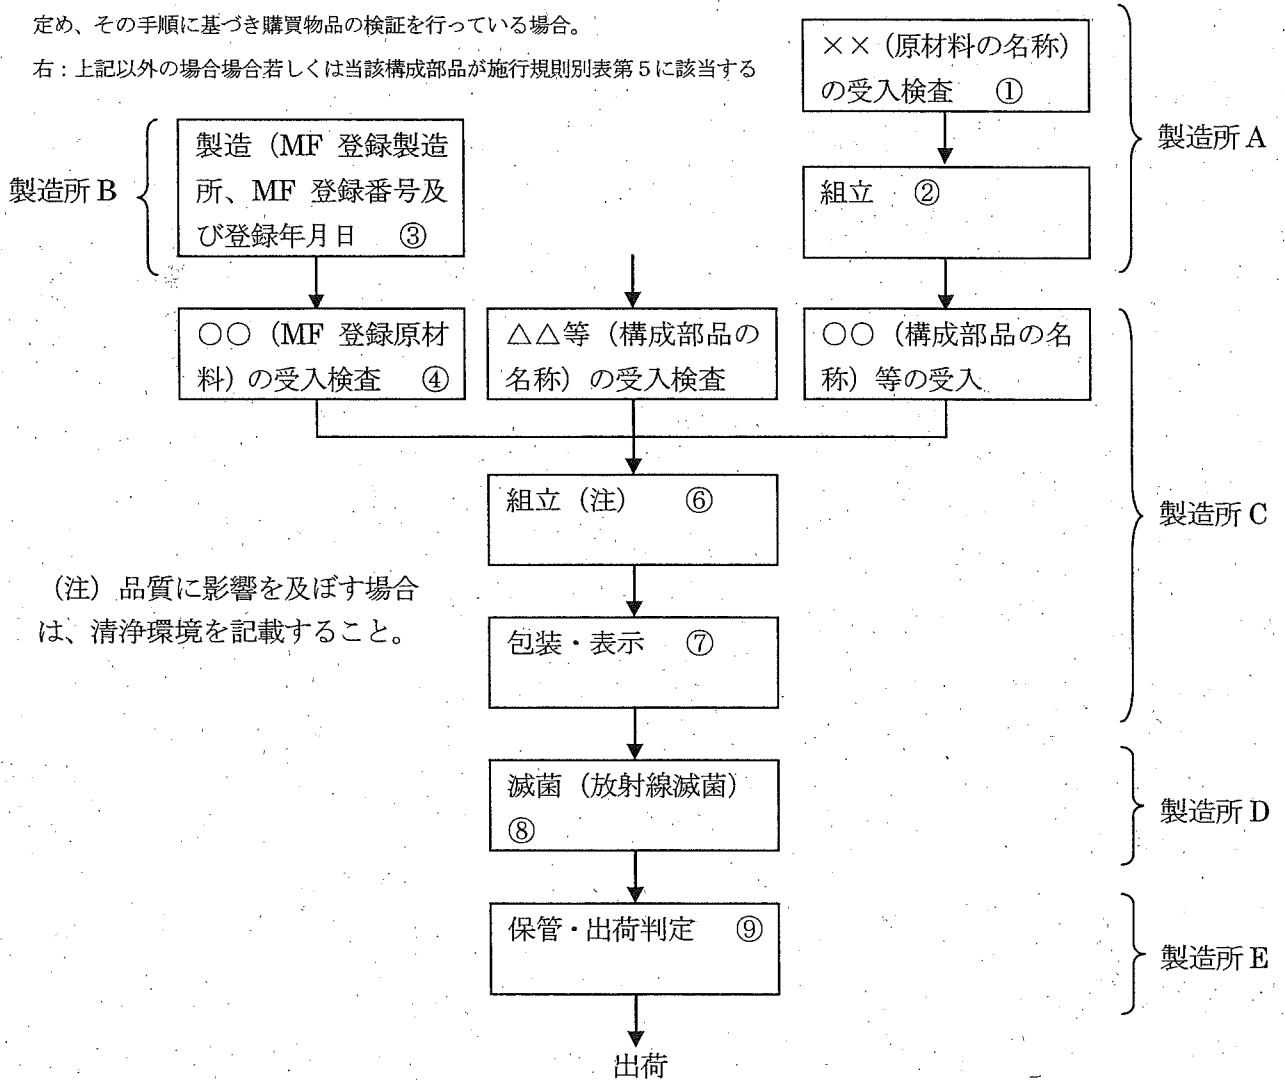 定め、その手順に基づき購買物品の検証を行っている場合。
右：上記以外の場合場合若しくは当該構成部品が施行規則別表第５に該当する
××（原材料の名称）
の受入検査　①
製造所 A
組立　②
製造所 B
製造（MF 登録製造
所、MF 登録番号及
び登録年月日　③
○○（MF 登録原材
料）の受入検査　④
△△等（構成部品の
名称）の受入検査
○○（構成部品の名
称）等の受入
組立（注）　⑥
製造所 C
（注）品質に影響を及ぼす場合
は、清浄環境を記載すること。
包装・表示　⑦
滅菌（放射線滅菌）
⑧
製造所 D
保管・出荷判定　⑨
製造所 E
出荷